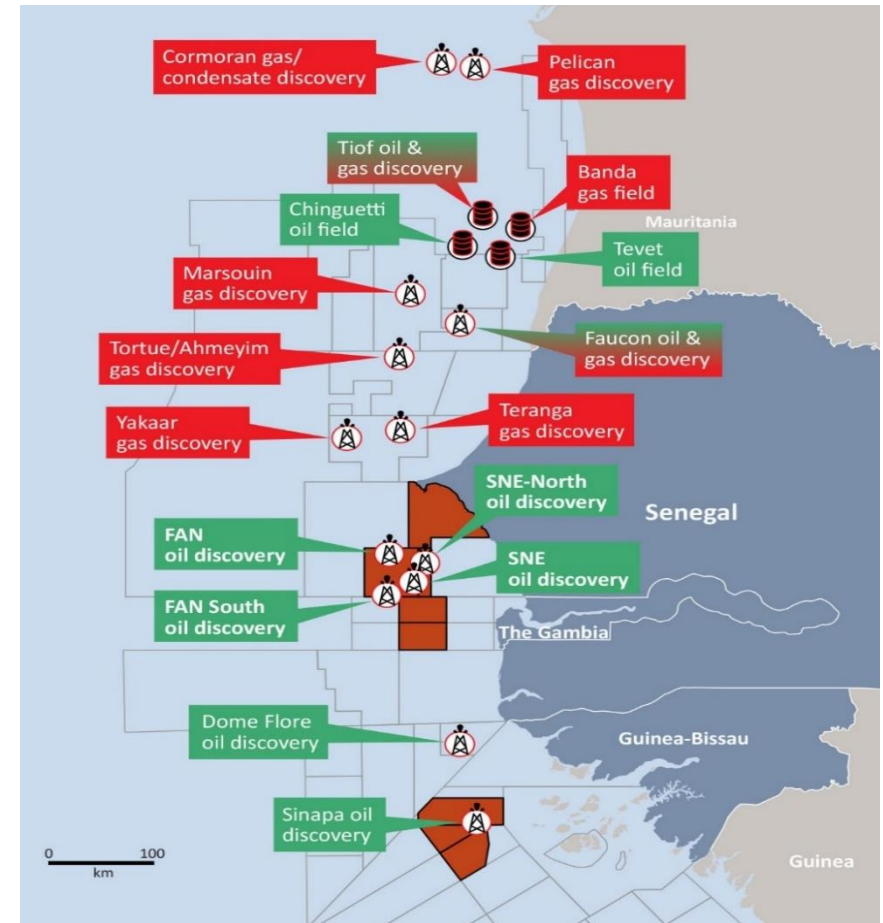 Cormoran gas/
condensate discovery
Pelican
gas discovery
Tiof oil &
gas discovery
Banda
gas field
Chinguetti
oil field
Mauritania
Tevet
oil field
Marsouin
gas discovery
Faucon oil &
gas discovery
Tortue/Ahmeyim
gas discovery
Yakaar
gas discovery
Teranga
gas discovery
SNE-North
oil discovery
Senegal
FAN
oil discovery
SNE
oil discovery
FAN South
oil discovery
The Gambia
Dome Flore
oil discovery
Guinea-Bissau
Sinapa oil
discovery
0 100
km
Guinea